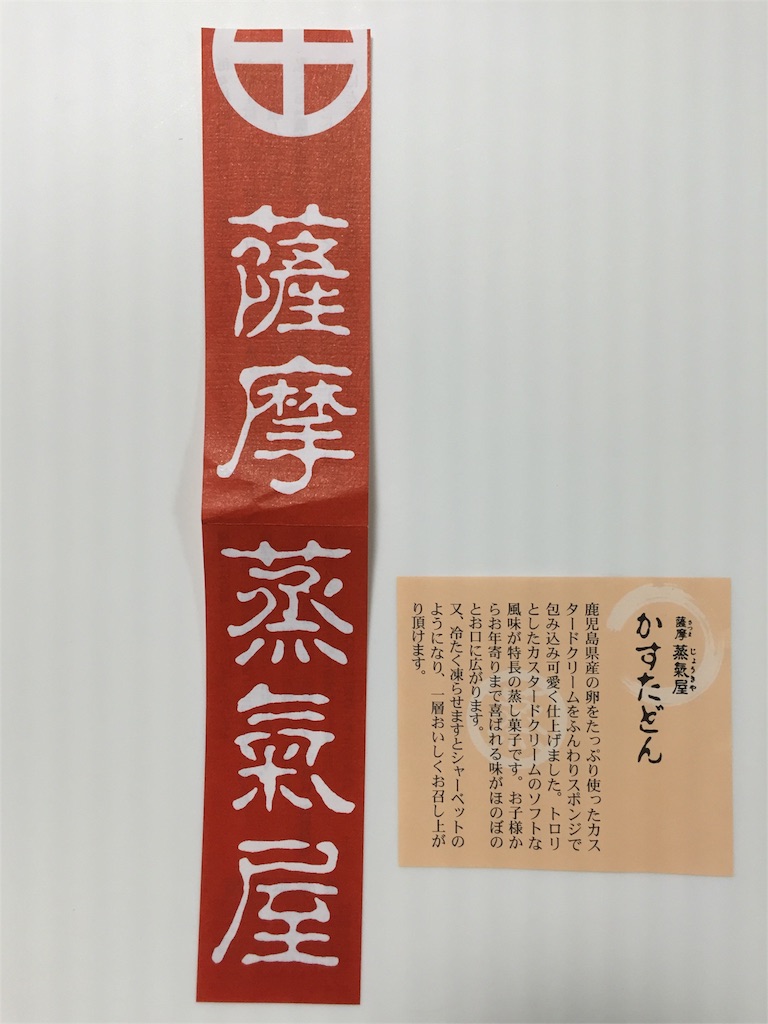 薩摩蒸氣屋
さつま じょうきや
薩摩 蒸氣屋
かすたどん
鹿児島県産の卵をたっぷり使ったカス
タードクリームをふんわりスポンジで
包み込み可愛く仕上げました。トロリ
としたカスタードクリームのソフトな
風味が特長の蒸し菓子です。お子様か
らお年寄りまで喜ばれる味がほのぼの
とお口に広がります。
又、冷たく凍らせますとシャーベットの
ようになり、一層おいしくお召し上が
り頂けます。